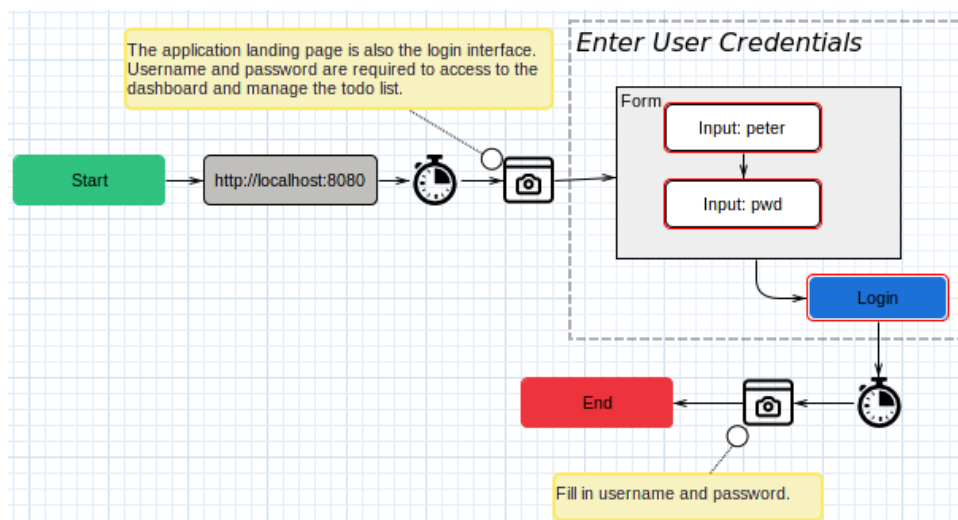 The application landing page is also the login interface.
Username and password are required to access to the
dashboard and manage the todo list.
Enter User Credentials
Form
Input: peter
Start
http://localhost:8080
Input: pwd
Login
End
Fill in username and password.